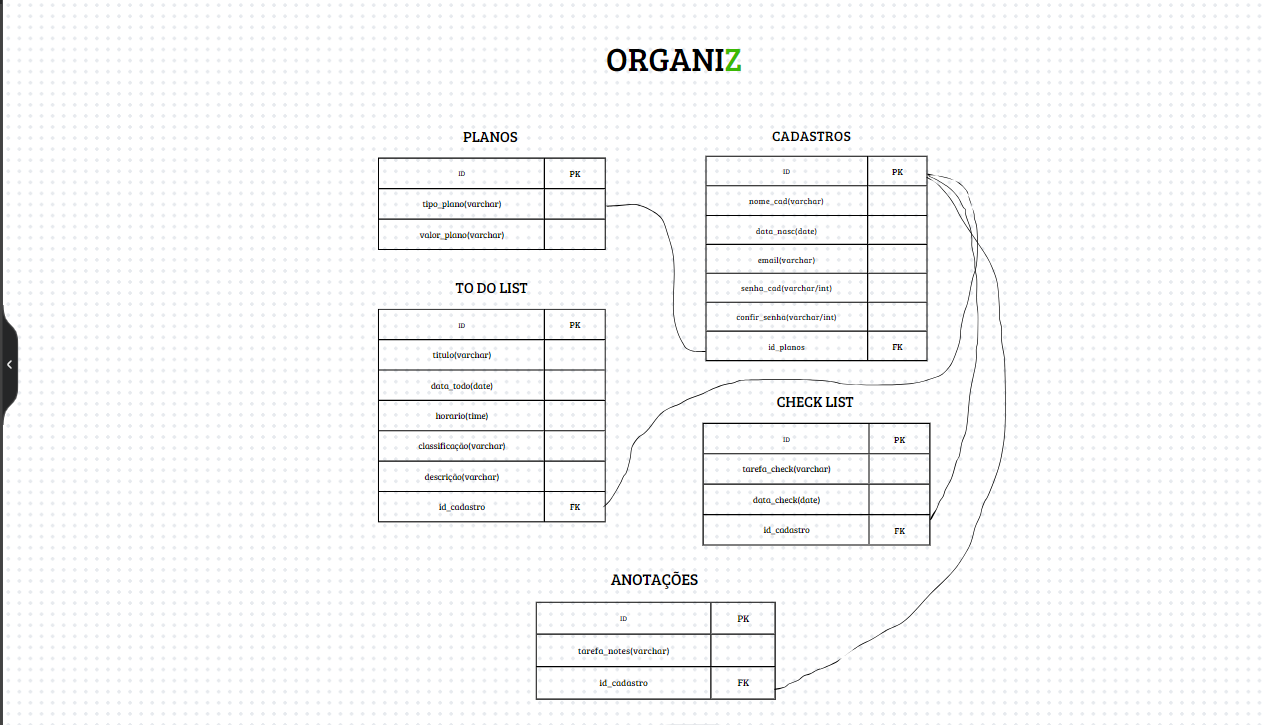 ORGANIZ
PLANOS
ID PK
tipo_plano(varchar)
valor_plano(varchar)
CADASTROS
ID PK
nome_cad(varchar)
data_nasc(date)
email(varchar)
senha_cad(varchar/int)
confir_senha(varchar/int)
id_planos FK
TO DO LIST
ID PK
titulo(varchar)
data_todo(date)
horario(time)
classificação(varchar)
descrição(varchar)
id_cadastro FK
CHECK LIST
ID PK
tarefa_check(varchar)
data_check(date)
id_cadastro FK
ANOTAÇÕES
ID PK
tarefa_notes(varchar)
id_cadastro FK